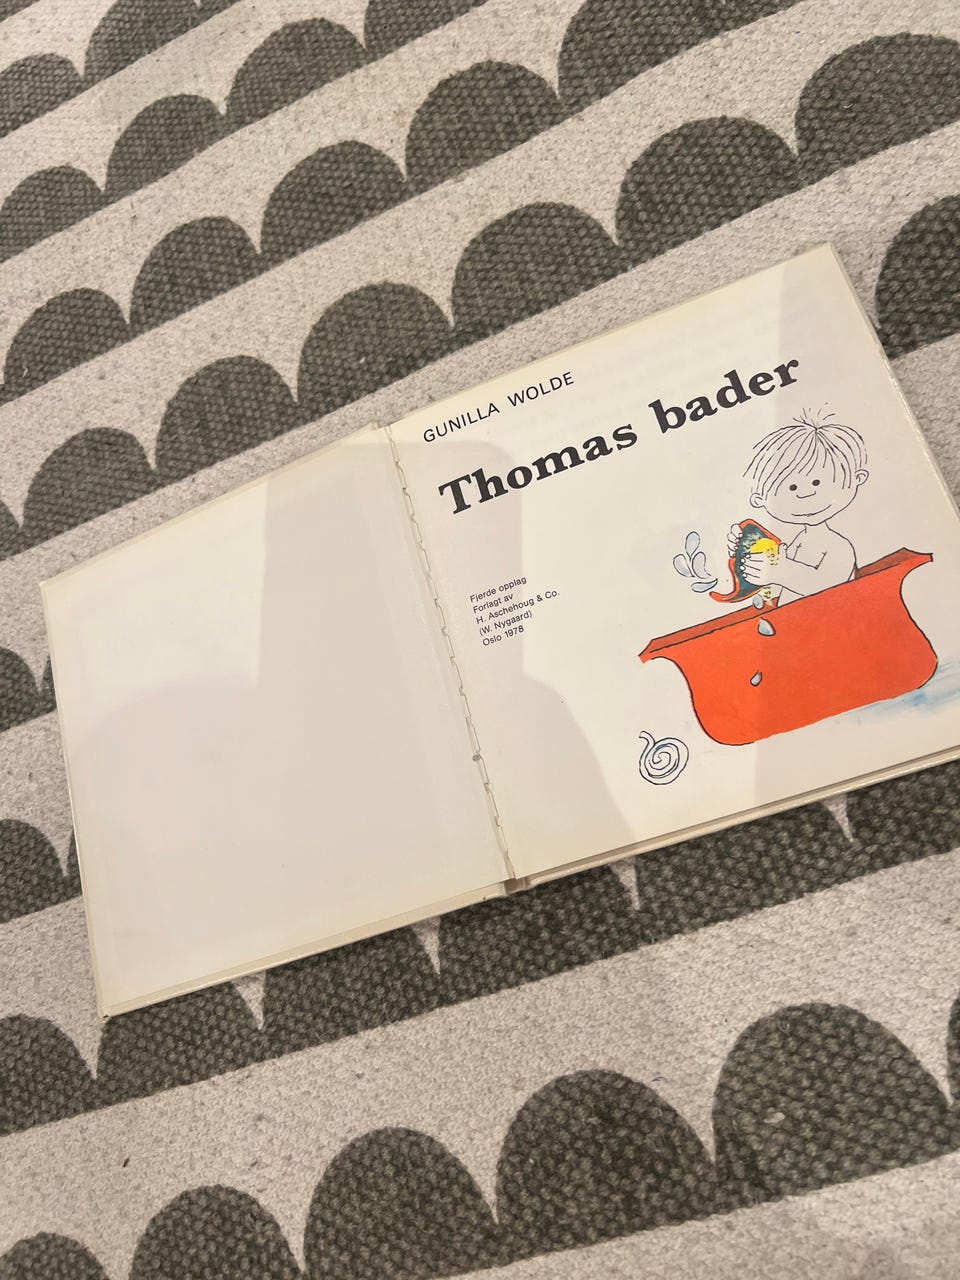 GUNILLA WOLDE
Thomas bader
Fjerde opplag
Forlagt av
H. Aschehoug & Co.
(W. Nygaard)
Oslo 1978